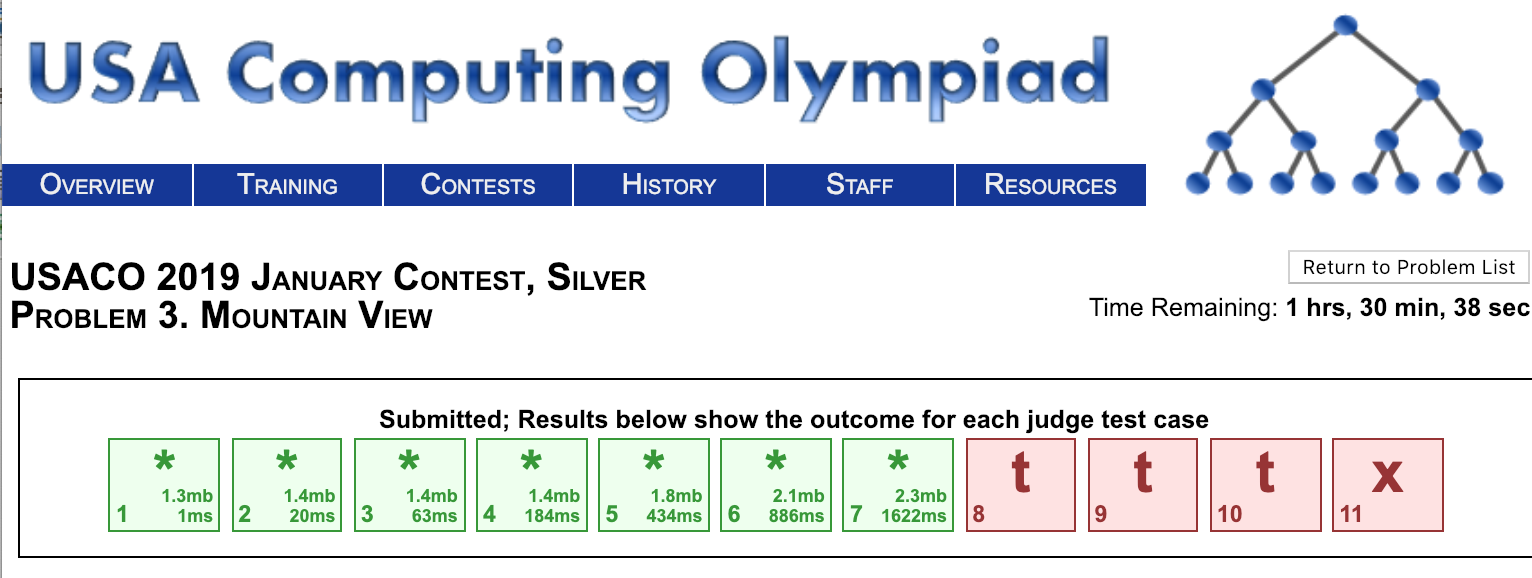 USA Computing Olympiad
OVERVIEW TRAINING CONTESTS HISTORY STAFF RESOURCES
Return to Problem List
USACO 2019 JANUARY CONTEST, SILVER
Time Remaining: 1 hrs, 30 min, 38 sec
PROBLEM 3. MOUNTAIN VIEW
Submitted; Results below show the outcome for each judge test case
* * * * * * * t t t x
1.3mb 1.4mb 1.4mb 1.4mb 1.8mb 2.1mb 2.3mb
1 1ms 2 20ms 3 63ms 4 184ms 5 434ms 6 886ms 7 1622ms 8 9 10 11